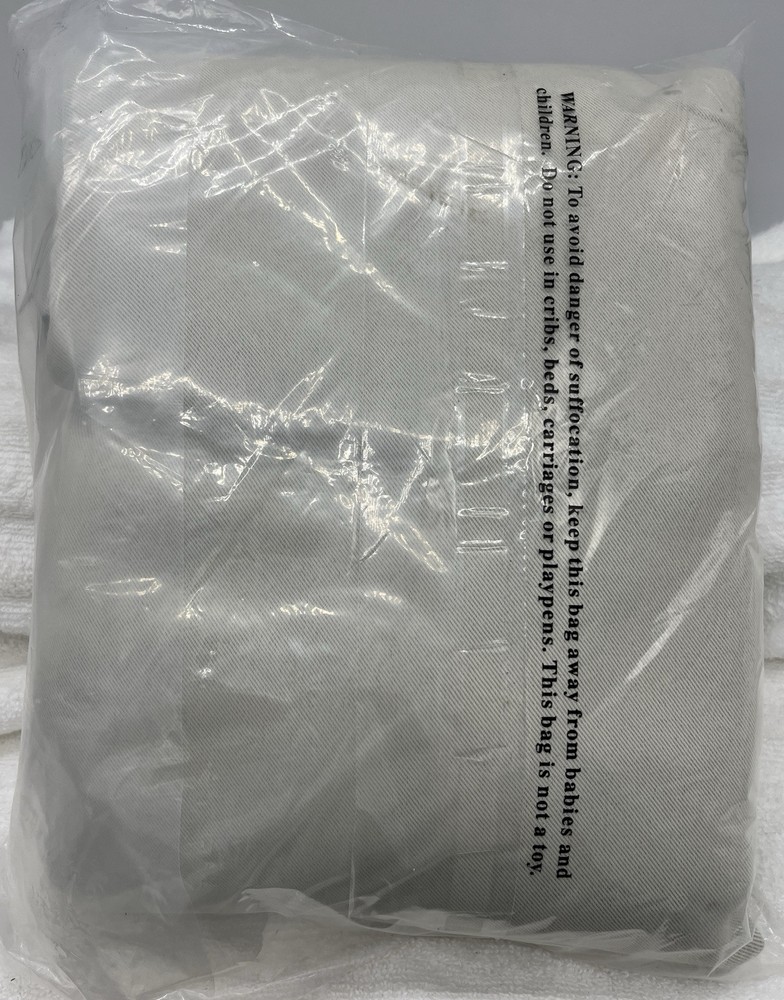 WARNING: To avoid danger of suffocation, keep this bag away from babies and
children. Do not use in cribs, beds, carriages or playpens. This bag is not a toy.